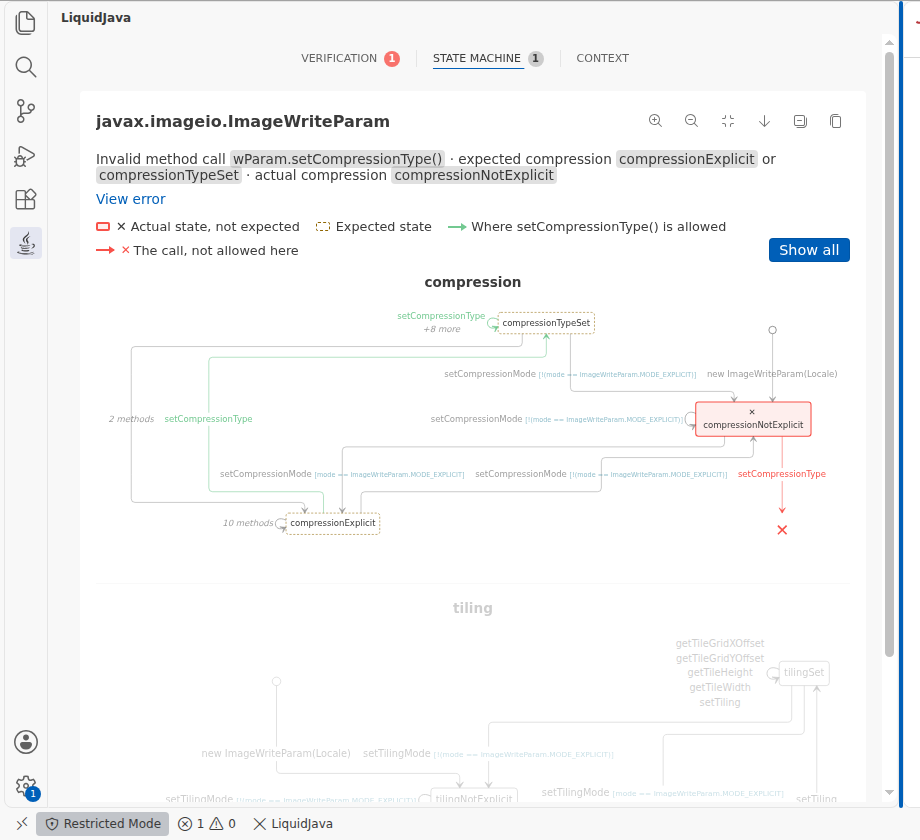 LiquidJava
VERIFICATION 1
STATE MACHINE 1
CONTEXT
javax.imageio.ImageWriteParam
Invalid method call wParam.setCompressionType() · expected compression compressionExplicit or
compressionTypeSet · actual compression compressionNotExplicit
View error
✕ Actual state, not expected
Expected state
Where setCompressionType() is allowed
✕ The call, not allowed here
Show all
compression
setCompressionType
+8 more
compressionTypeSet
setCompressionMode [!(mode == ImageWriteParam.MODE_EXPLICIT)]
new ImageWriteParam(Locale)
2 methods
setCompressionType
setCompressionMode [!(mode == ImageWriteParam.MODE_EXPLICIT)]
✕
compressionNotExplicit
setCompressionMode [mode == ImageWriteParam.MODE_EXPLICIT]
setCompressionMode [!(mode == ImageWriteParam.MODE_EXPLICIT)]
setCompressionType
10 methods
compressionExplicit
✕
tiling
getTileGridXOffset
getTileGridYOffset
getTileHeight
getTileWidth
setTiling
tilingSet
new ImageWriteParam(Locale)
setTilingMode [!(mode == ImageWriteParam.MODE_EXPLICIT)]
setTilingMode [!(mode == ImageWriteParam.MODE_EXPLICIT)]
tilingNotExplicit
setTilingMode [mode == ImageWriteParam.MODE_EXPLICIT]
setTiling
1
Restricted Mode
1
0
LiquidJava